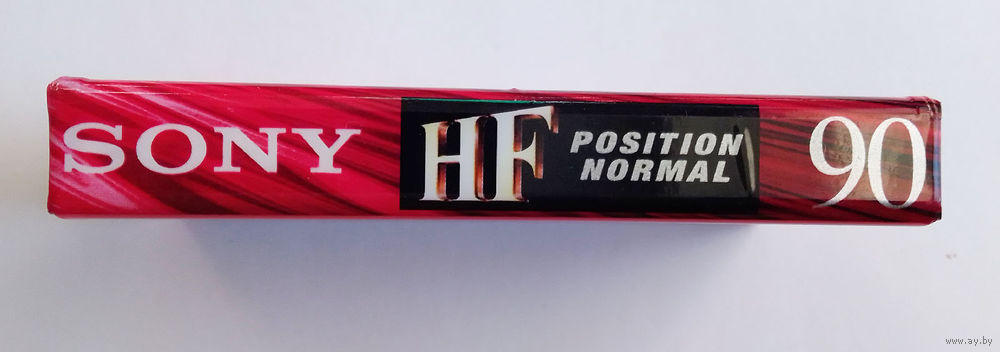 SONY
HF
POSITION
NORMAL
90
www.ay.by